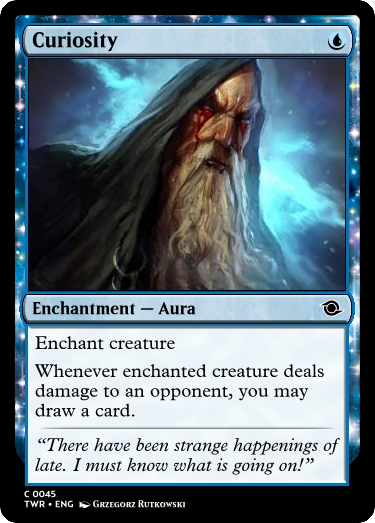 Curiosity
Enchantment — Aura
Enchant creature
Whenever enchanted creature deals
damage to an opponent, you may
draw a card.
“There have been strange happenings of
late. I must know what is going on!”
C 0045
TWR • ENG Grzegorz Rutkowski